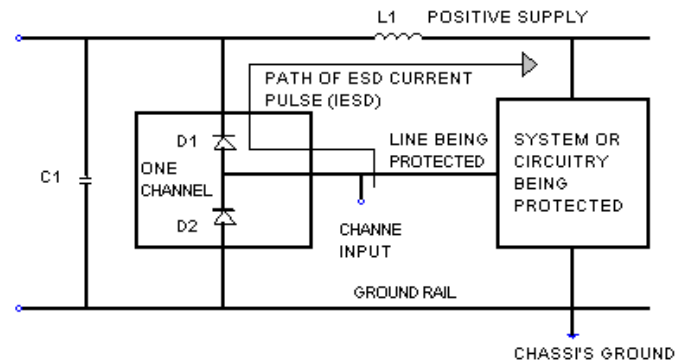 L1 POSITIVE SUPPLY
PATH OF ESD CURRENT
PULSE (IESD)
D1
LINE BEING
PROTECTED
SYSTEM OR
CIRCUITRY
BEING
PROTECTED
C1
ONE
CHANNEL
D2
CHANNE
INPUT
GROUND RAIL
CHASSI'S GROUND